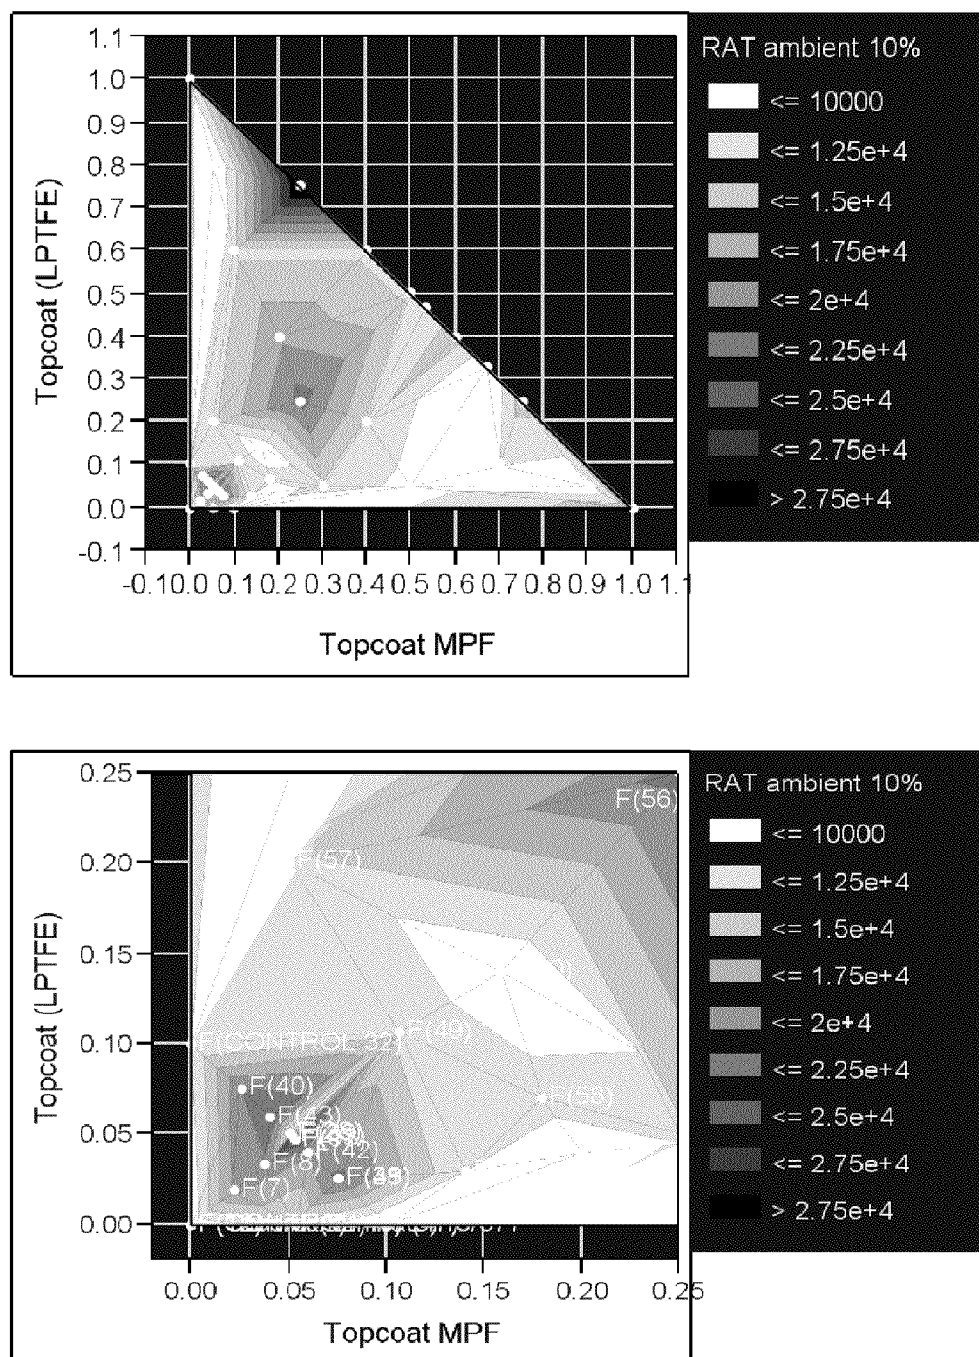 1.1
1.0
0.9
0.8
0.7
0.6
0.5
0.4
0.3
0.2
0.1
0.0
-0.1
Topcoat (LPTFE)
-0.1 0.0 0.1 0.2 0.3 0.4 0.5 0.6 0.7 0.8 0.9 1.0 1.1
Topcoat MPF
RAT ambient 10%
<= 10000
<= 1.25e+4
<= 1.5e+4
<= 1.75e+4
<= 2e+4
<= 2.25e+4
<= 2.5e+4
<= 2.75e+4
> 2.75e+4
0.25
0.20
0.15
0.10
0.05
0.00
Topcoat (LPTFE)
F(56)
F(57)
F(49)
F(CONTROL 32)
F(40)
F(58)
F(43)
F(42)
F(8)
F(7)
0.00 0.05 0.10 0.15 0.20 0.25
Topcoat MPF
RAT ambient 10%
<= 10000
<= 1.25e+4
<= 1.5e+4
<= 1.75e+4
<= 2e+4
<= 2.25e+4
<= 2.5e+4
<= 2.75e+4
> 2.75e+4